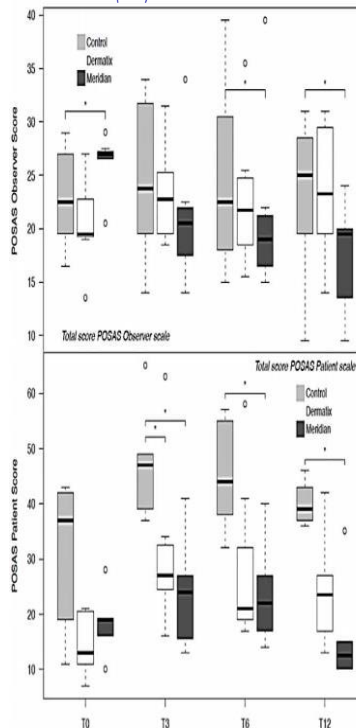 40
35
30
25
20
15
10
POSAS Observer Score
Control
Dermatix
Meridian
*
*
*
Total score POSAS Observer scale
Total score POSAS Patient scale
60
50
40
30
20
10
POSAS Patient Score
Control
Dermatix
Meridian
*
*
*
*
T0 T3 T6 T12